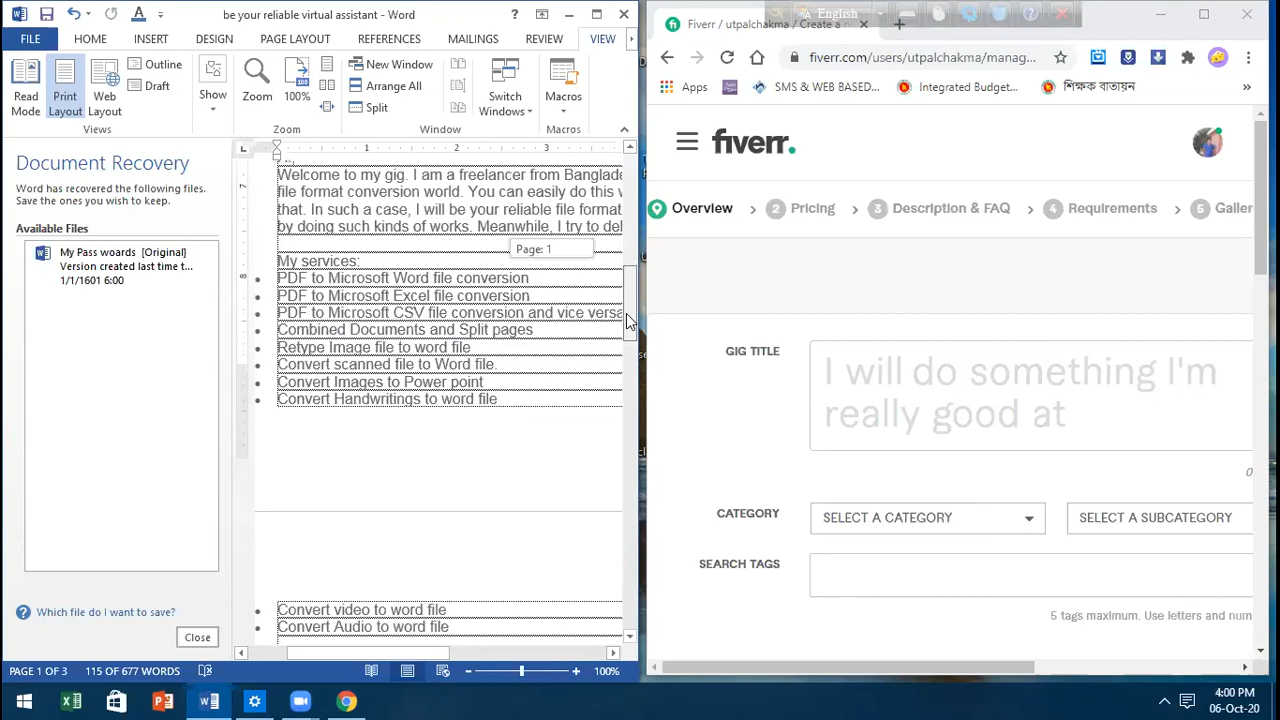 be your reliable virtual assistant - Word
FILE
HOME
INSERT
DESIGN
PAGE LAYOUT
REFERENCES
MAILINGS
REVIEW
VIEW
Read Mode
Print Layout
Web Layout
Outline
Draft
Views
Show
Zoom
100%
Zoom
New Window
Arrange All
Split
Window
Switch Windows
Macros
Macros
Document Recovery
Word has recovered the following files.
Save the ones you wish to keep.
Available Files
My Pass woards [Original]
Version created last time t...
1/1/1601 6:00
Which file do I want to save?
Close
1 2 3
7
8
Welcome to my gig. I am a freelancer from Banglade
file format conversion world. You can easily do this
that. In such a case, I will be your reliable file format
by doing such kinds of works. Meanwhile, I try to del
Page: 1
My services:
PDF to Microsoft Word file conversion
PDF to Microsoft Excel file conversion
PDF to Microsoft CSV file conversion and vice versa
Combined Documents and Split pages
Retype Image file to word file
Convert scanned file to Word file.
Convert Images to Power point
Convert Handwritings to word file
Convert video to word file
Convert Audio to word file
PAGE 1 OF 3
115 OF 677 WORDS
100%
English
Fiverr / utpalchakma / Create a
fiverr.com/users/utpalchakma/manag...
Apps
SMS & WEB BASED...
Integrated Budget...
শিক্ষক বাতায়ন
fiverr.
Overview
2 Pricing
3 Description & FAQ
4 Requirements
5 Galler
GIG TITLE
I will do something I'm
really good at
0
CATEGORY
SELECT A CATEGORY
SELECT A SUBCATEGORY
SEARCH TAGS
5 tags maximum. Use letters and num
4:00 PM
06-Oct-20